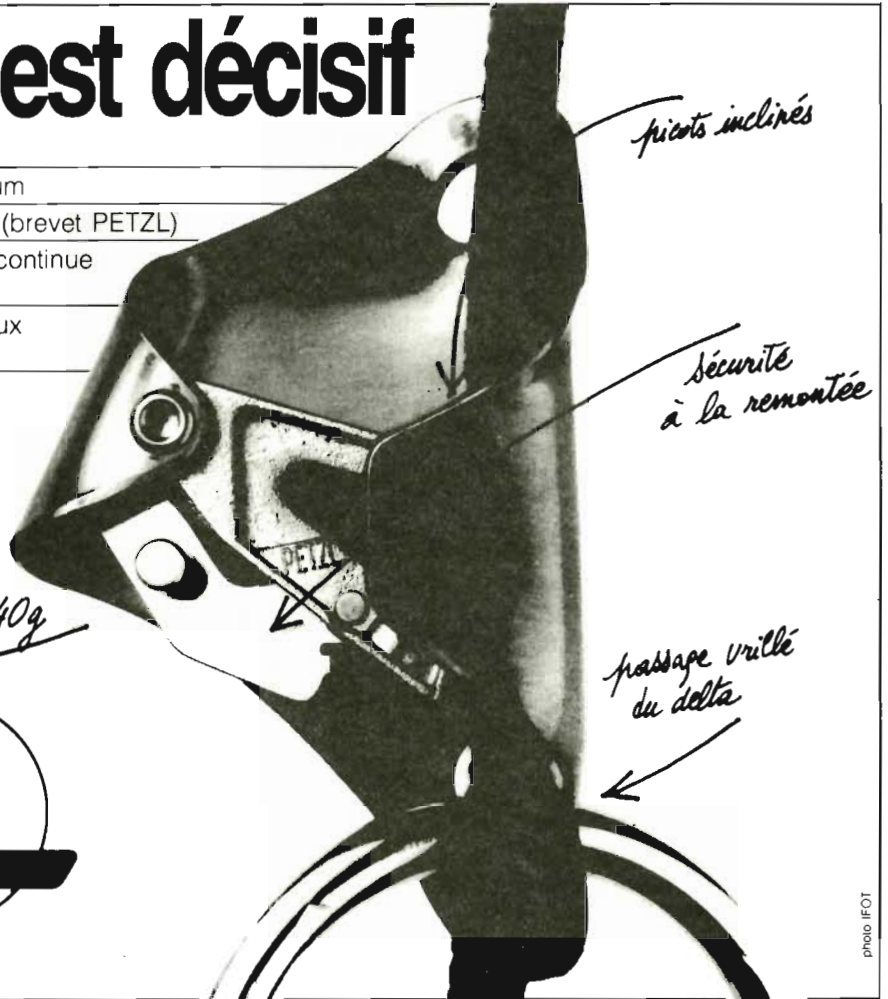 est décisif
um
(brevet PETZL)
continue
ux
picots inclinés
sécurité
à la remontée
PETZL
40g
passage vrillé
du delta
photo IFOT